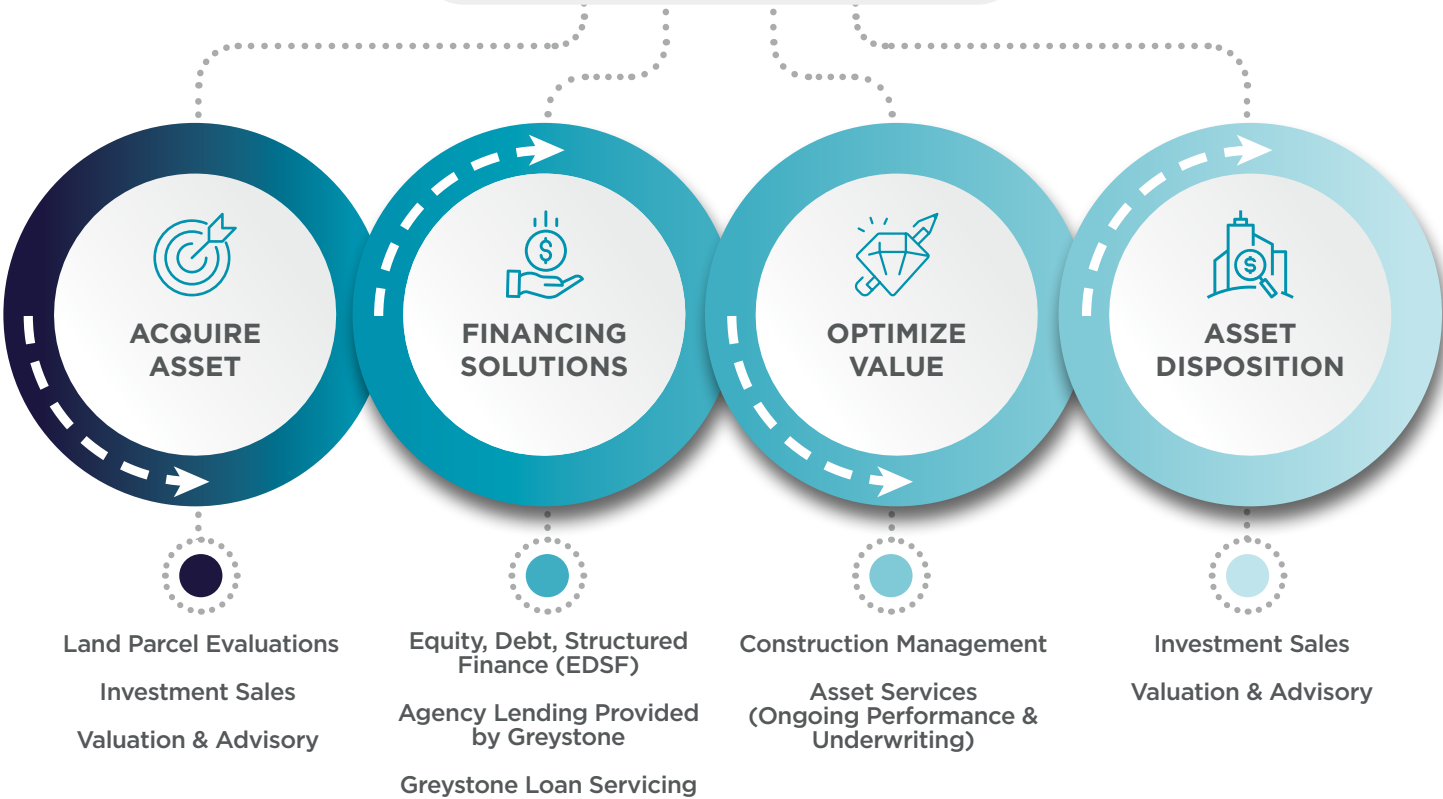 ACQUIRE
ASSET
FINANCING
SOLUTIONS
OPTIMIZE
VALUE
ASSET
DISPOSITION
Land Parcel Evaluations
Investment Sales
Valuation & Advisory
Equity, Debt, Structured
Finance (EDSF)
Agency Lending Provided
by Greystone
Greystone Loan Servicing
Construction Management
Asset Services
(Ongoing Performance &
Underwriting)
Investment Sales
Valuation & Advisory